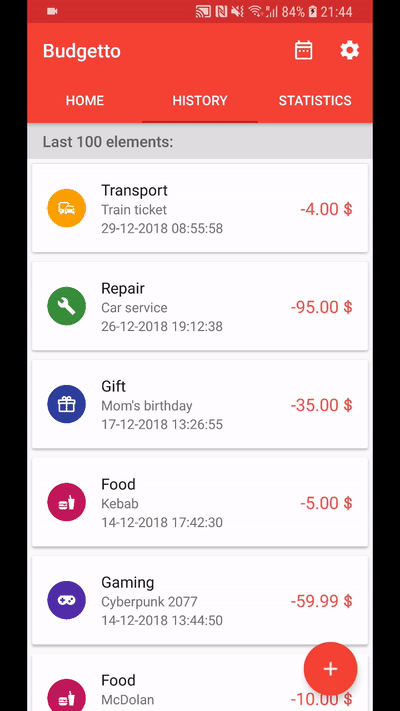 84% 21:44
Budgetto
HOME HISTORY STATISTICS
Last 100 elements:
Transport
Train ticket
29-12-2018 08:55:58
-4.00 $
Repair
Car service
26-12-2018 19:12:38
-95.00 $
Gift
Mom's birthday
17-12-2018 13:26:55
-35.00 $
Food
Kebab
14-12-2018 17:42:30
-5.00 $
Gaming
Cyberpunk 2077
14-12-2018 13:44:50
-59.99 $
+
Food
McDolan
-10.00 $